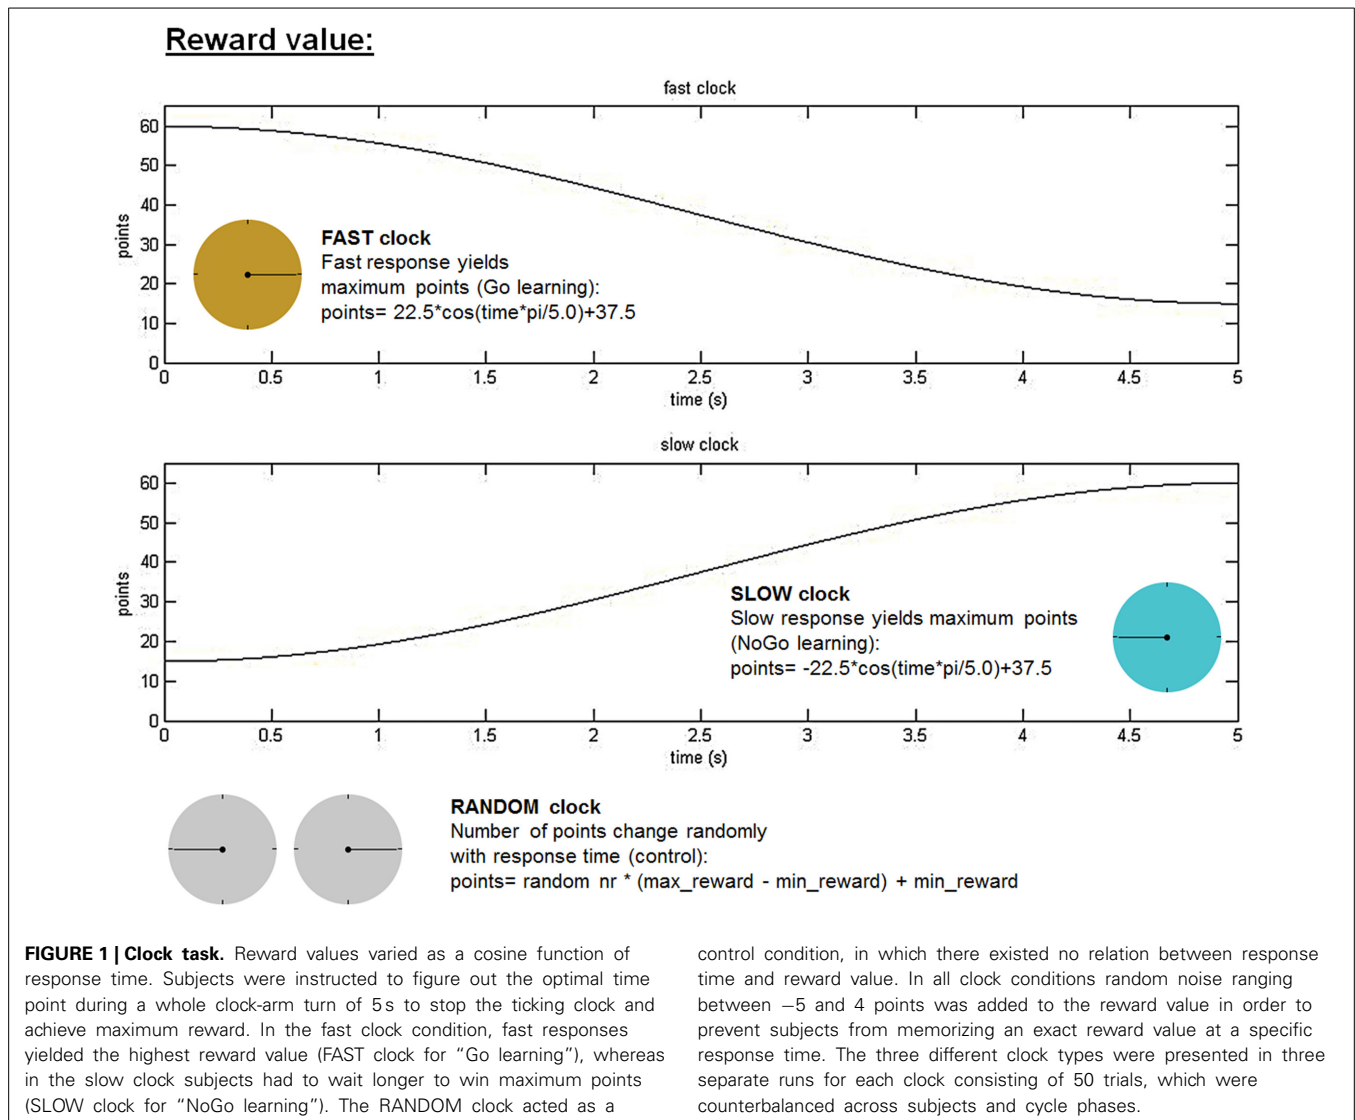 Reward value:
fast clock
60
50
40
30
20
10
0
points
FAST clock
Fast response yields
maximum points (Go learning):
points= 22.5*cos(time*pi/5.0)+37.5
0 0.5 1 1.5 2 2.5 3 3.5 4 4.5 5
time (s)
slow clock
60
50
40
30
20
10
0
points
SLOW clock
Slow response yields maximum points
(NoGo learning):
points= -22.5*cos(time*pi/5.0)+37.5
0 0.5 1 1.5 2 2.5 3 3.5 4 4.5 5
time (s)
RANDOM clock
Number of points change randomly
with response time (control):
points= random nr * (max_reward - min_reward) + min_reward
FIGURE 1 | Clock task. Reward values varied as a cosine function of
response time. Subjects were instructed to figure out the optimal time
point during a whole clock-arm turn of 5 s to stop the ticking clock and
achieve maximum reward. In the fast clock condition, fast responses
yielded the highest reward value (FAST clock for “Go learning”), whereas
in the slow clock subjects had to wait longer to win maximum points
(SLOW clock for “NoGo learning”). The RANDOM clock acted as a
control condition, in which there existed no relation between response
time and reward value. In all clock conditions random noise ranging
between −5 and 4 points was added to the reward value in order to
prevent subjects from memorizing an exact reward value at a specific
response time. The three different clock types were presented in three
separate runs for each clock consisting of 50 trials, which were
counterbalanced across subjects and cycle phases.